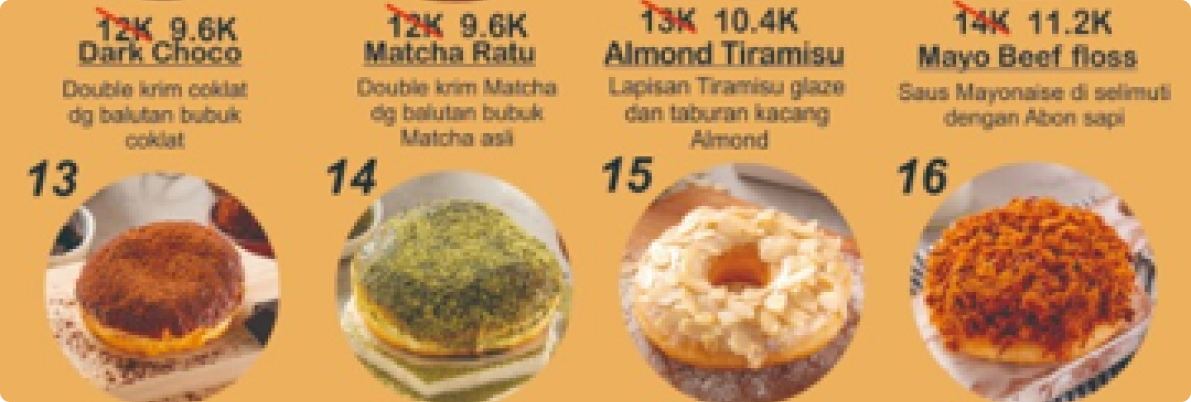 12K 9.6K
Dark Choco
Double krim coklat
dg balutan bubuk
coklat
13
12K 9.6K
Matcha Ratu
Double krim Matcha
dg balutan bubuk
Matcha asli
14
13K 10.4K
Almond Tiramisu
Lapisan Tiramisu glaze
dan taburan kacang
Almond
15
14K 11.2K
Mayo Beef floss
Saus Mayonaise di selimuti
dengan Abon sapi
16